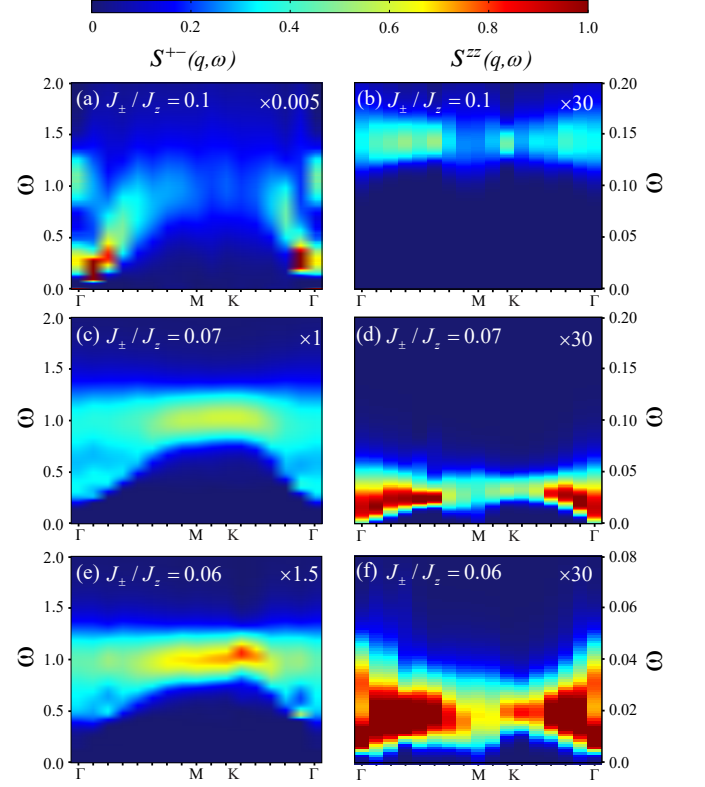 0 0.2 0.4 0.6 0.8 1.0
S⁺⁻(q,ω) Sᶻᶻ(q,ω)
2.0 (a) J± / Jz = 0.1 ×0.005 (b) J± / Jz = 0.1 ×30 0.20
1.5 0.15
ω 1.0 0.10 ω
0.5 0.05
0.0 0.0
Γ M K Γ Γ M K Γ
2.0 (c) J± / Jz = 0.07 ×1 (d) J± / Jz = 0.07 ×30 0.20
1.5 0.15
ω 1.0 0.10 ω
0.5 0.05
0.0 0.0
Γ M K Γ Γ M K Γ
2.0 (e) J± / Jz = 0.06 ×1.5 (f) J± / Jz = 0.06 ×30 0.08
1.5 0.06
ω 1.0 0.04 ω
0.5 0.02
0.0 0.0
Γ M K Γ Γ M K Γ